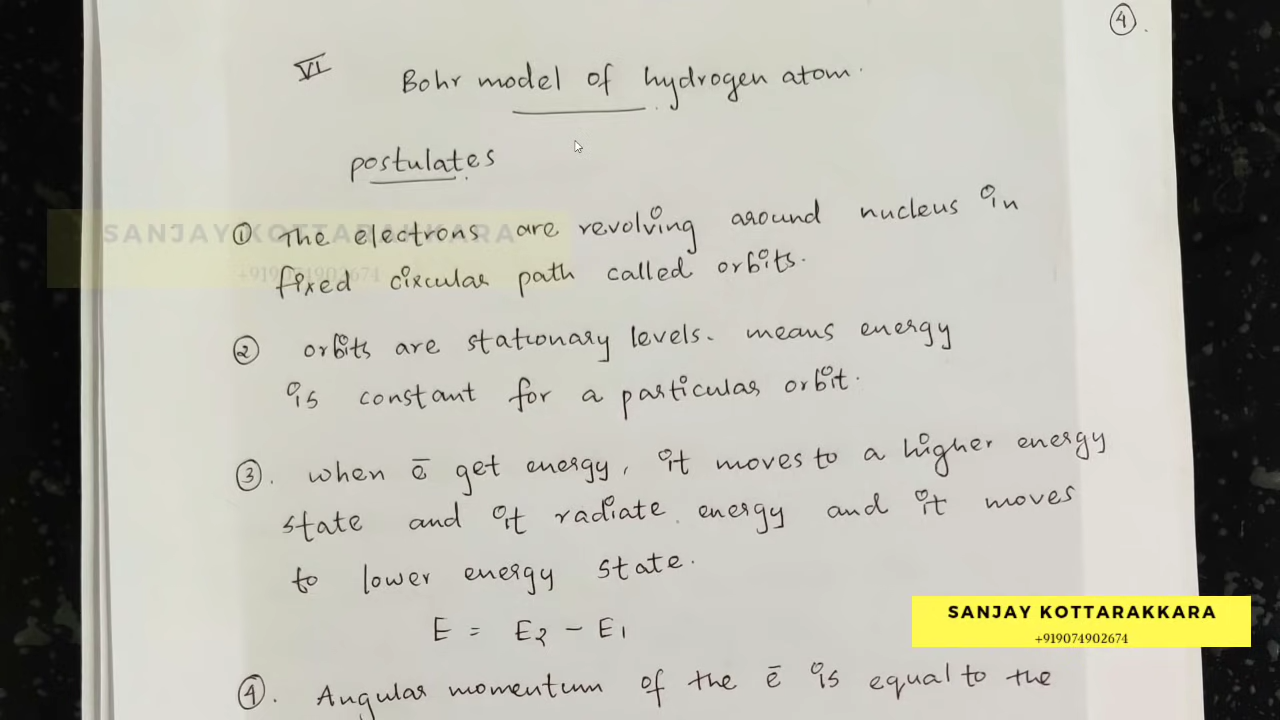 ④.
VI Bohr model of hydrogen atom.
postulates
① The electrons are revolving around nucleus in
fixed circular path called orbits.
② orbits are stationary levels. means energy
is constant for a particular orbit.
③. when ē get energy, it moves to a higher energy
state and it radiate energy and it moves
to lower energy state.
E = E2 - E1
④. Angular momentum of the ē is equal to the
SANJAY KOTTARAKKARA
+919074902674
SANJAY KOTTARAKKARA
+919074902674